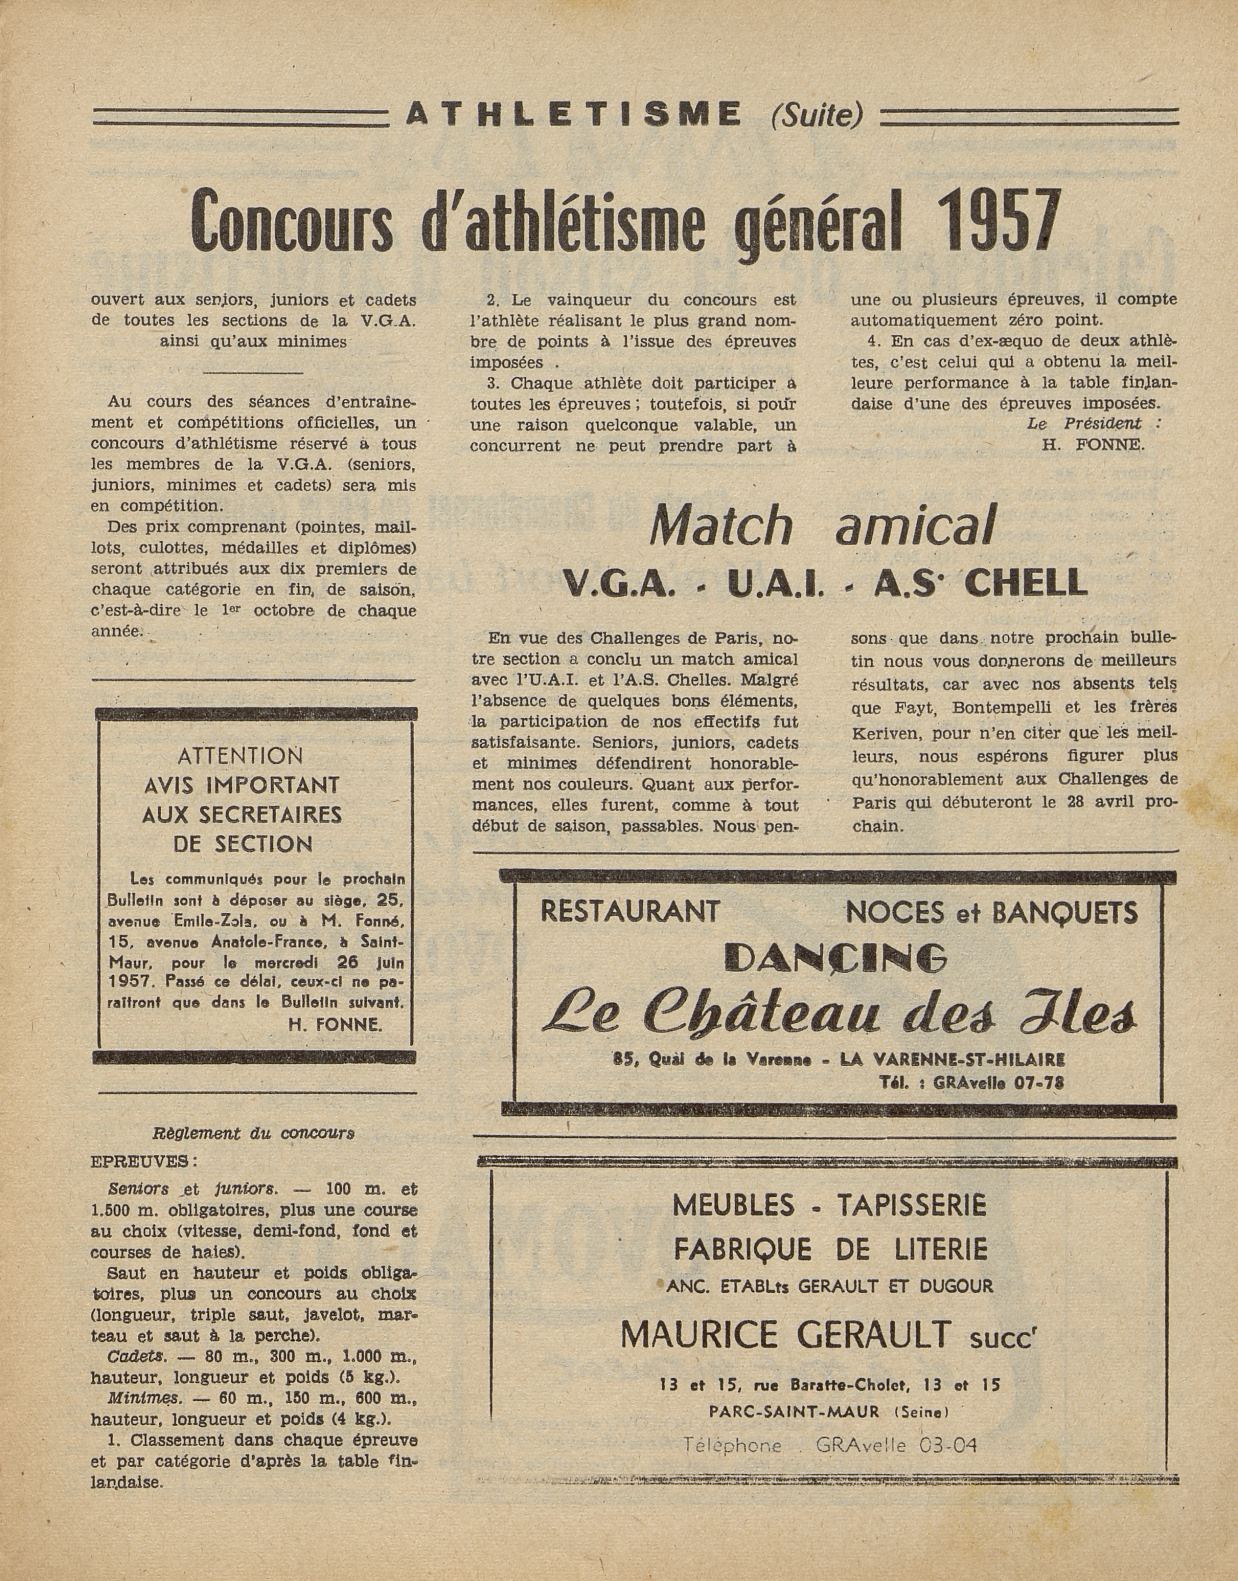 ATHLETISME (Suite)
Concours d'athlétisme général 1957
ouvert aux seniors, juniors et cadets
de toutes les sections de la V.G.A.
ainsi qu'aux minimes
Au cours des séances d'entraîne-
ment et compétitions officielles, un
concours d'athlétisme réservé à tous
les membres de la V.G.A. (seniors,
juniors, minimes et cadets) sera mis
en compétition.
Des prix comprenant (pointes, mail-
lots, culottes, médailles et diplômes)
seront attribués aux dix premiers de
chaque catégorie en fin de saison,
c'est-à-dire le 1er octobre de chaque
année.
ATTENTION
AVIS IMPORTANT
AUX SECRETAIRES
DE SECTION
Les communiqués pour le prochain
Bulletin sont à déposer au siège, 25,
avenue Emile-Zola, ou à M. Fonné,
15, avenue Anatole-France, à Saint-
Maur, pour le mercredi 26 juin
1957. Passé ce délai, ceux-ci ne pa-
raîtront que dans le Bulletin suivant.
H. FONNE.
Règlement du concours
EPREUVES :
Seniors et juniors. — 100 m. et
1.500 m. obligatoires, plus une course
au choix (vitesse, demi-fond, fond et
courses de haies).
Saut en hauteur et poids obliga-
toires, plus un concours au choix
(longueur, triple saut, javelot, mar-
teau et saut à la perche).
Cadets. — 80 m., 300 m., 1.000 m.,
hauteur, longueur et poids (5 kg.).
Minimes. — 60 m., 150 m., 600 m.,
hauteur, longueur et poids (4 kg.).
1. Classement dans chaque épreuve
et par catégorie d'après la table fin-
landaise.
2. Le vainqueur du concours est
l'athlète réalisant le plus grand nom-
bre de points à l'issue des épreuves
imposées .
3. Chaque athlète doit participer à
toutes les épreuves ; toutefois, si pour
une raison quelconque valable, un
concurrent ne peut prendre part à
une ou plusieurs épreuves, il compte
automatiquement zéro point.
4. En cas d'ex-æquo de deux athlè-
tes, c'est celui qui a obtenu la meil-
leure performance à la table finlan-
daise d'une des épreuves imposées.
Le Président :
H. FONNE.
Match amical
V.G.A. - U.A.I. - A.S. CHELL
En vue des Challenges de Paris, no-
tre section a conclu un match amical
avec l'U.A.I. et l'A.S. Chelles. Malgré
l'absence de quelques bons éléments,
la participation de nos effectifs fut
satisfaisante. Seniors, juniors, cadets
et minimes défendirent honorable-
ment nos couleurs. Quant aux perfor-
mances, elles furent, comme à tout
début de saison, passables. Nous pen-
sons que dans notre prochain bulle-
tin nous vous donnerons de meilleurs
résultats, car avec nos absents tels
que Fayt, Bontempelli et les frères
Keriven, pour n'en citer que les meil-
leurs, nous espérons figurer plus
qu'honorablement aux Challenges de
Paris qui débuteront le 28 avril pro-
chain.
RESTAURANT NOCES et BANQUETS
DANCING
Le Château des Iles
85, Quai de la Varenne - LA VARENNE-ST-HILAIRE
Tél. : GRAvelle 07-78
MEUBLES - TAPISSERIE
FABRIQUE DE LITERIE
ANC. ETABLts GERAULT ET DUGOUR
MAURICE GERAULT succr
13 et 15, rue Baratte-Cholet, 13 et 15
PARC-SAINT-MAUR (Seine)
Téléphone : GRAvelle 03-04